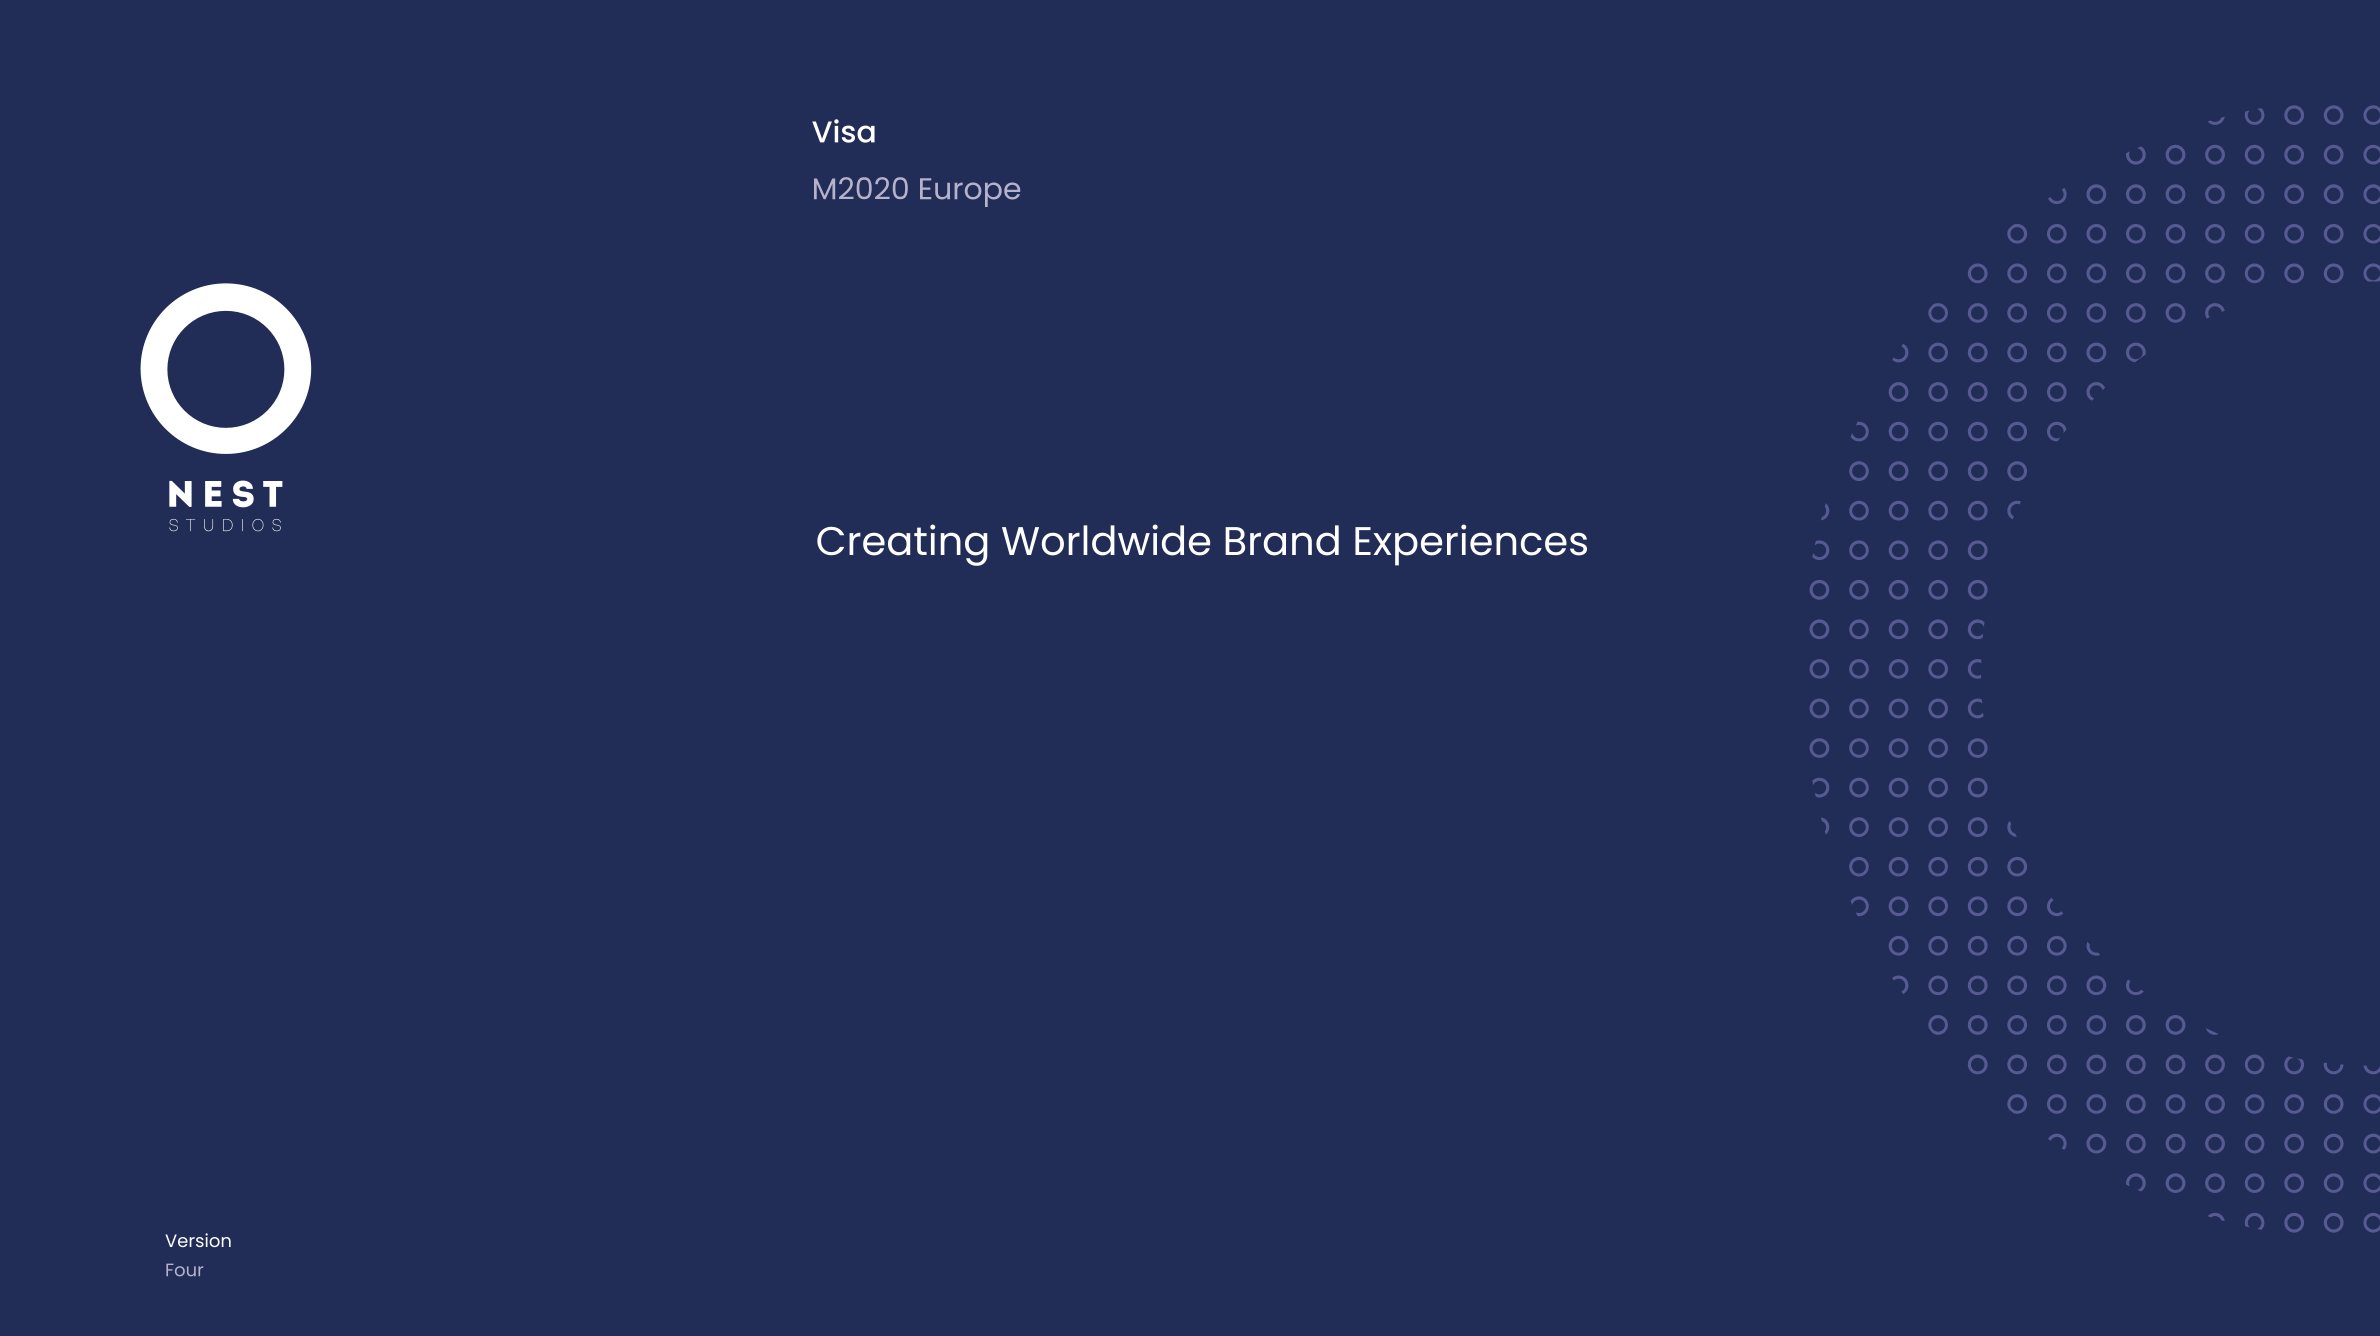 Visa
M2020 Europe
NEST
STUDIOS
Creating Worldwide Brand Experiences
Version
Four